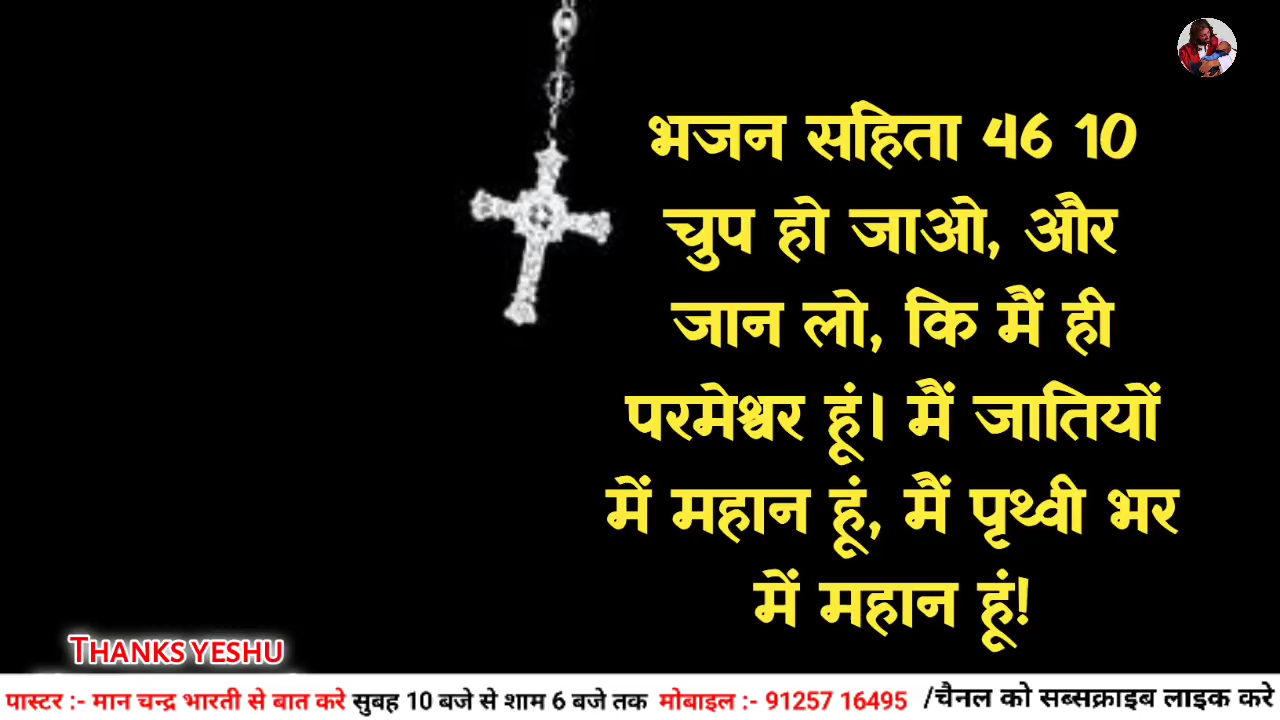 भजन सहिता 46 10
चुप हो जाओ, और
जान लो, कि मैं ही
परमेश्वर हूं। मैं जातियों
में महान हूं, मैं पृथ्वी भर
में महान हूं!
THANKS YESHU
पास्टर :- मान चन्द्र भारती से बात करे सुबह 10 बजे से शाम 6 बजे तक मोबाइल :- 91257 16495 /चैनल को सब्सक्राइब लाइक करे